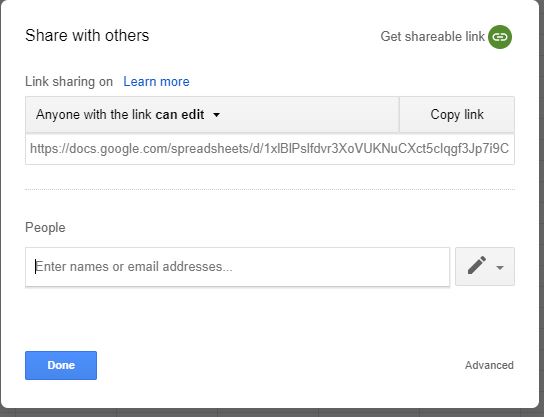 Share with others
Get shareable link
Link sharing on Learn more
Anyone with the link can edit
Copy link
https://docs.google.com/spreadsheets/d/1xlBlPslfdvr3XoVUKNuCXct5clqgf3Jp7i9C
People
Enter names or email addresses...
Done
Advanced